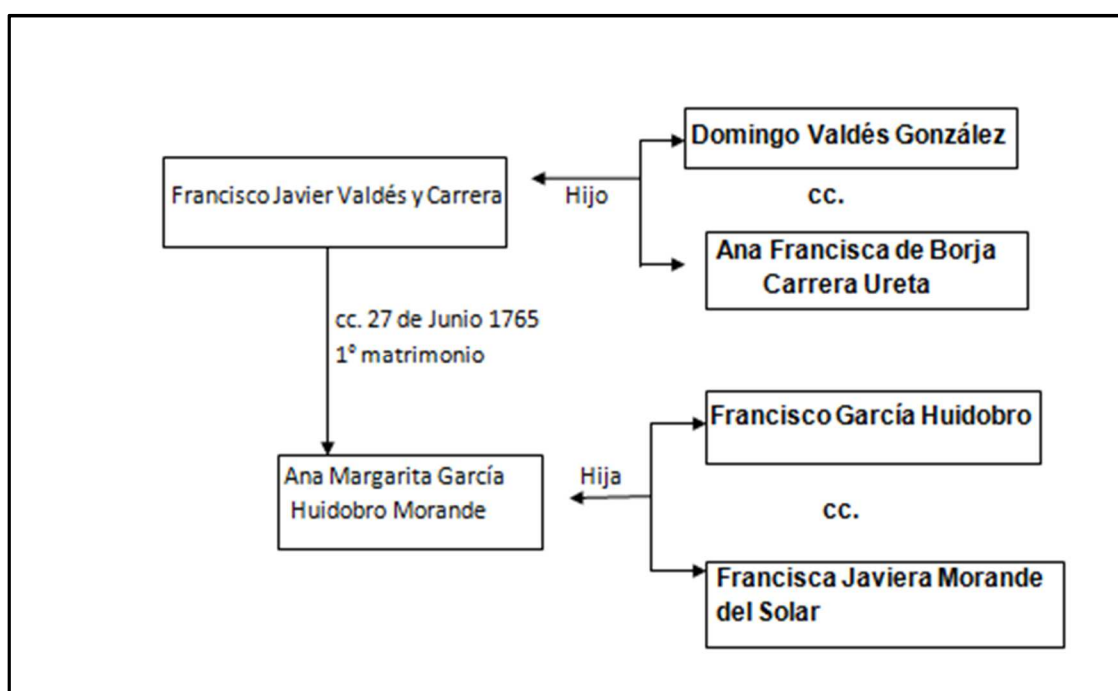 Domingo Valdés González
Francisco Javier Valdés y Carrera
Hijo
cc.
Ana Francisca de Borja
Carrera Ureta
cc. 27 de Junio 1765
1º matrimonio
Francisco García Huidobro
Ana Margarita García
Huidobro Morande
Hija
cc.
Francisca Javiera Morande
del Solar